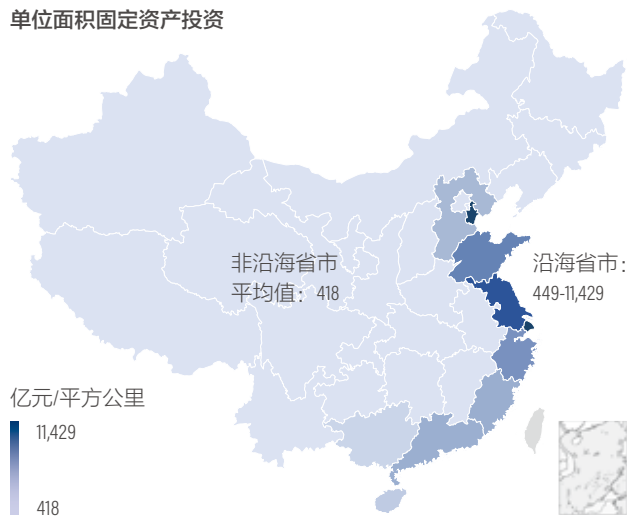 单位面积固定资产投资
非沿海省市
平均值：418
沿海省市：
449-11,429
亿元/平方公里
11,429
418